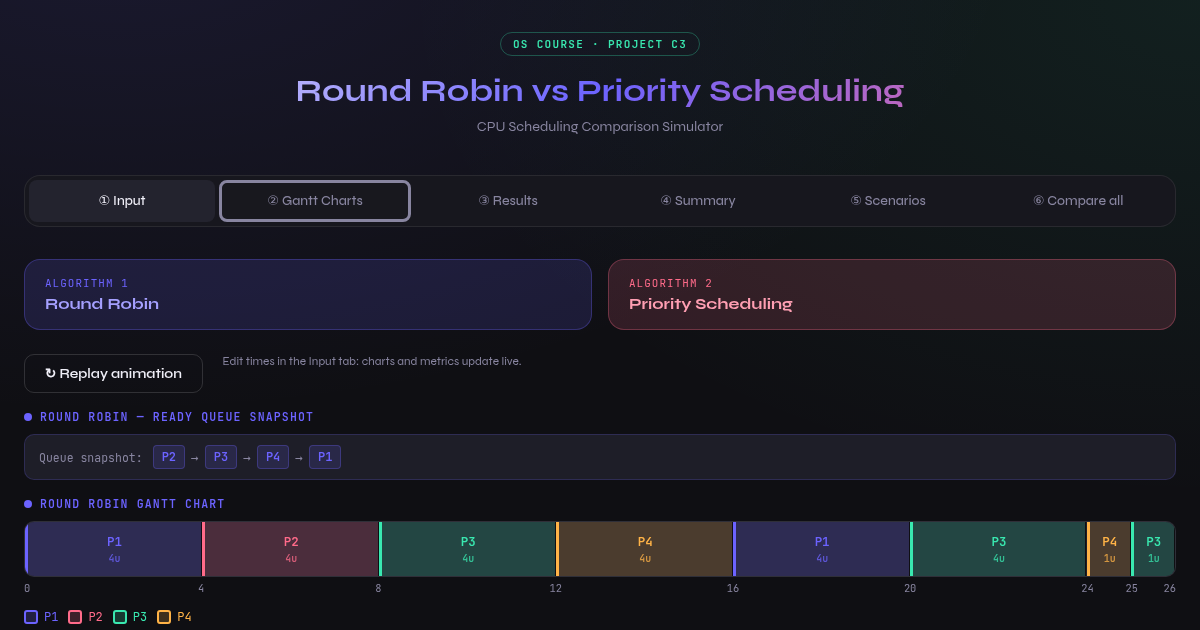 OS COURSE · PROJECT C3
Round Robin vs Priority Scheduling
CPU Scheduling Comparison Simulator
① Input ② Gantt Charts ③ Results ④ Summary ⑤ Scenarios ⑥ Compare all
ALGORITHM 1
Round Robin
ALGORITHM 2
Priority Scheduling
↻ Replay animation
Edit times in the Input tab: charts and metrics update live.
ROUND ROBIN — READY QUEUE SNAPSHOT
Queue snapshot: P2 → P3 → P4 → P1
ROUND ROBIN GANTT CHART
P1 P2 P3 P4 P1 P3 P4 P3
4u 4u 4u 4u 4u 4u 1u 1u
0 4 8 12 16 20 24 25 26
P1 P2 P3 P4